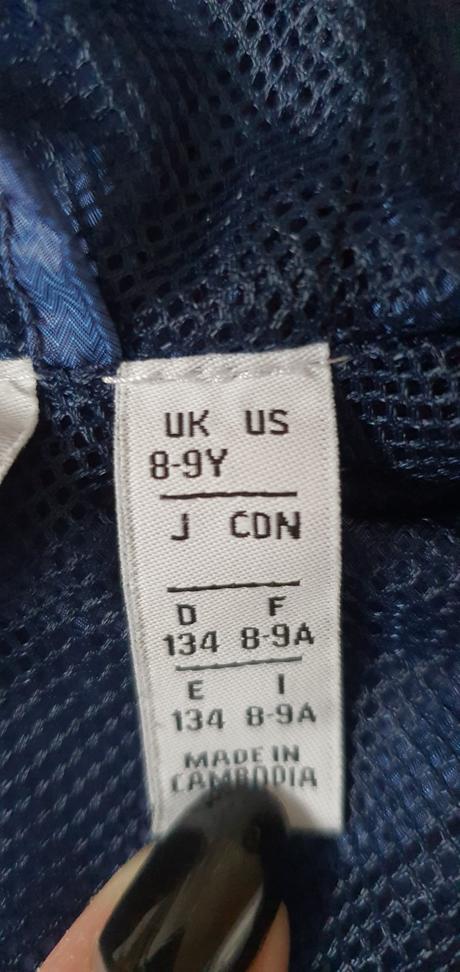 UK US
8-9Y
J CDN
D F
134 8-9A
E I
134 8-9A
MADE IN
CAMBODIA